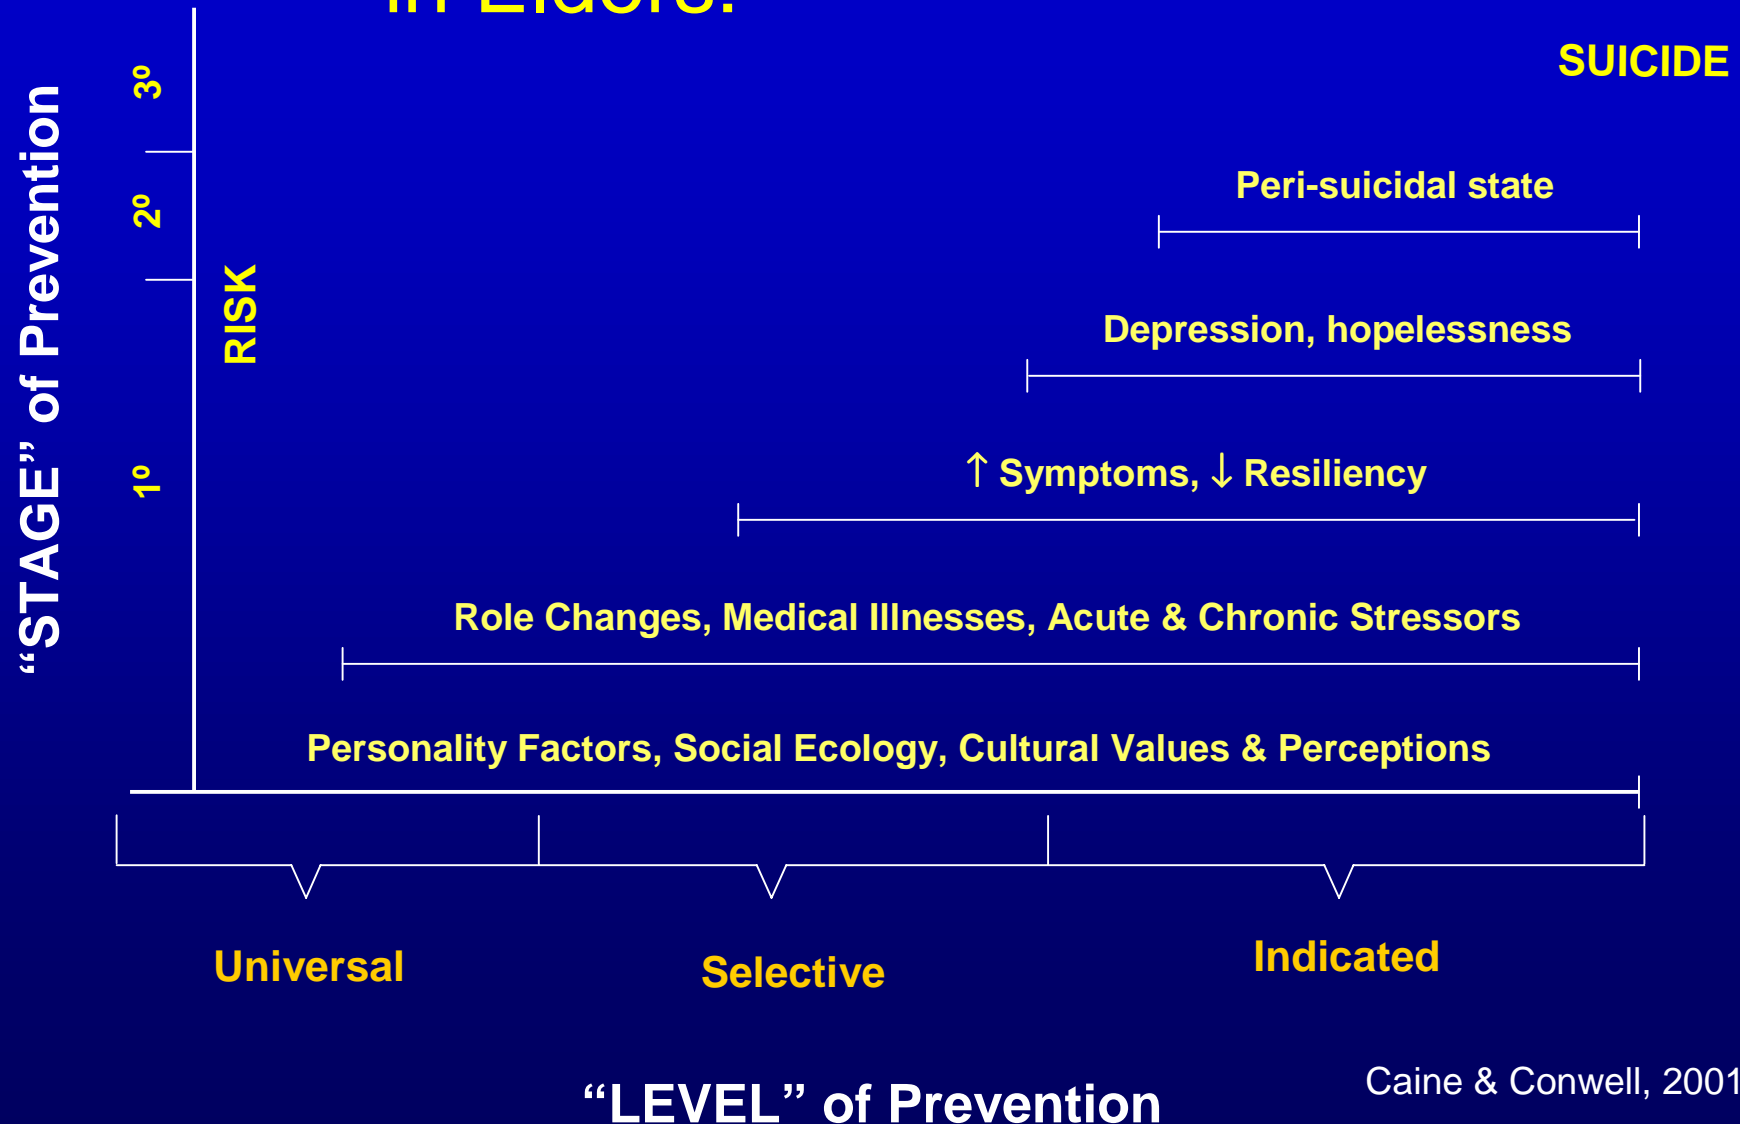 in Elders.
SUICIDE
3º
Peri-suicidal state
2º
RISK
Depression, hopelessness
“STAGE” of Prevention
↑ Symptoms, ↓ Resiliency
1º
Role Changes, Medical Illnesses, Acute & Chronic Stressors
Personality Factors, Social Ecology, Cultural Values & Perceptions
Universal
Selective
Indicated
“LEVEL” of Prevention
Caine & Conwell, 2001